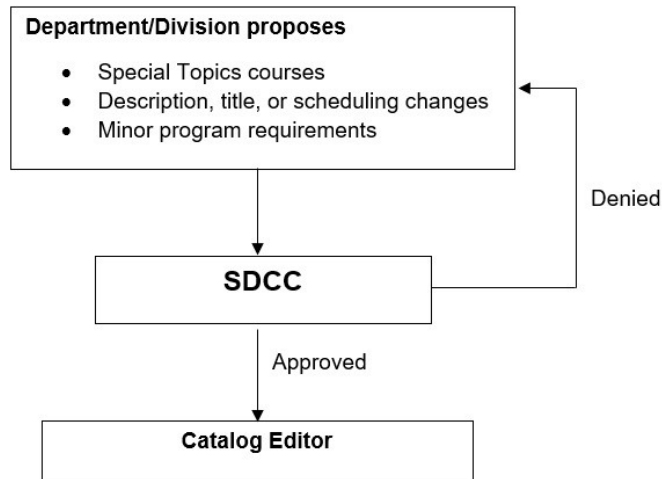 Department/Division proposes
• Special Topics courses
• Description, title, or scheduling changes
• Minor program requirements
Denied
SDCC
Approved
Catalog Editor